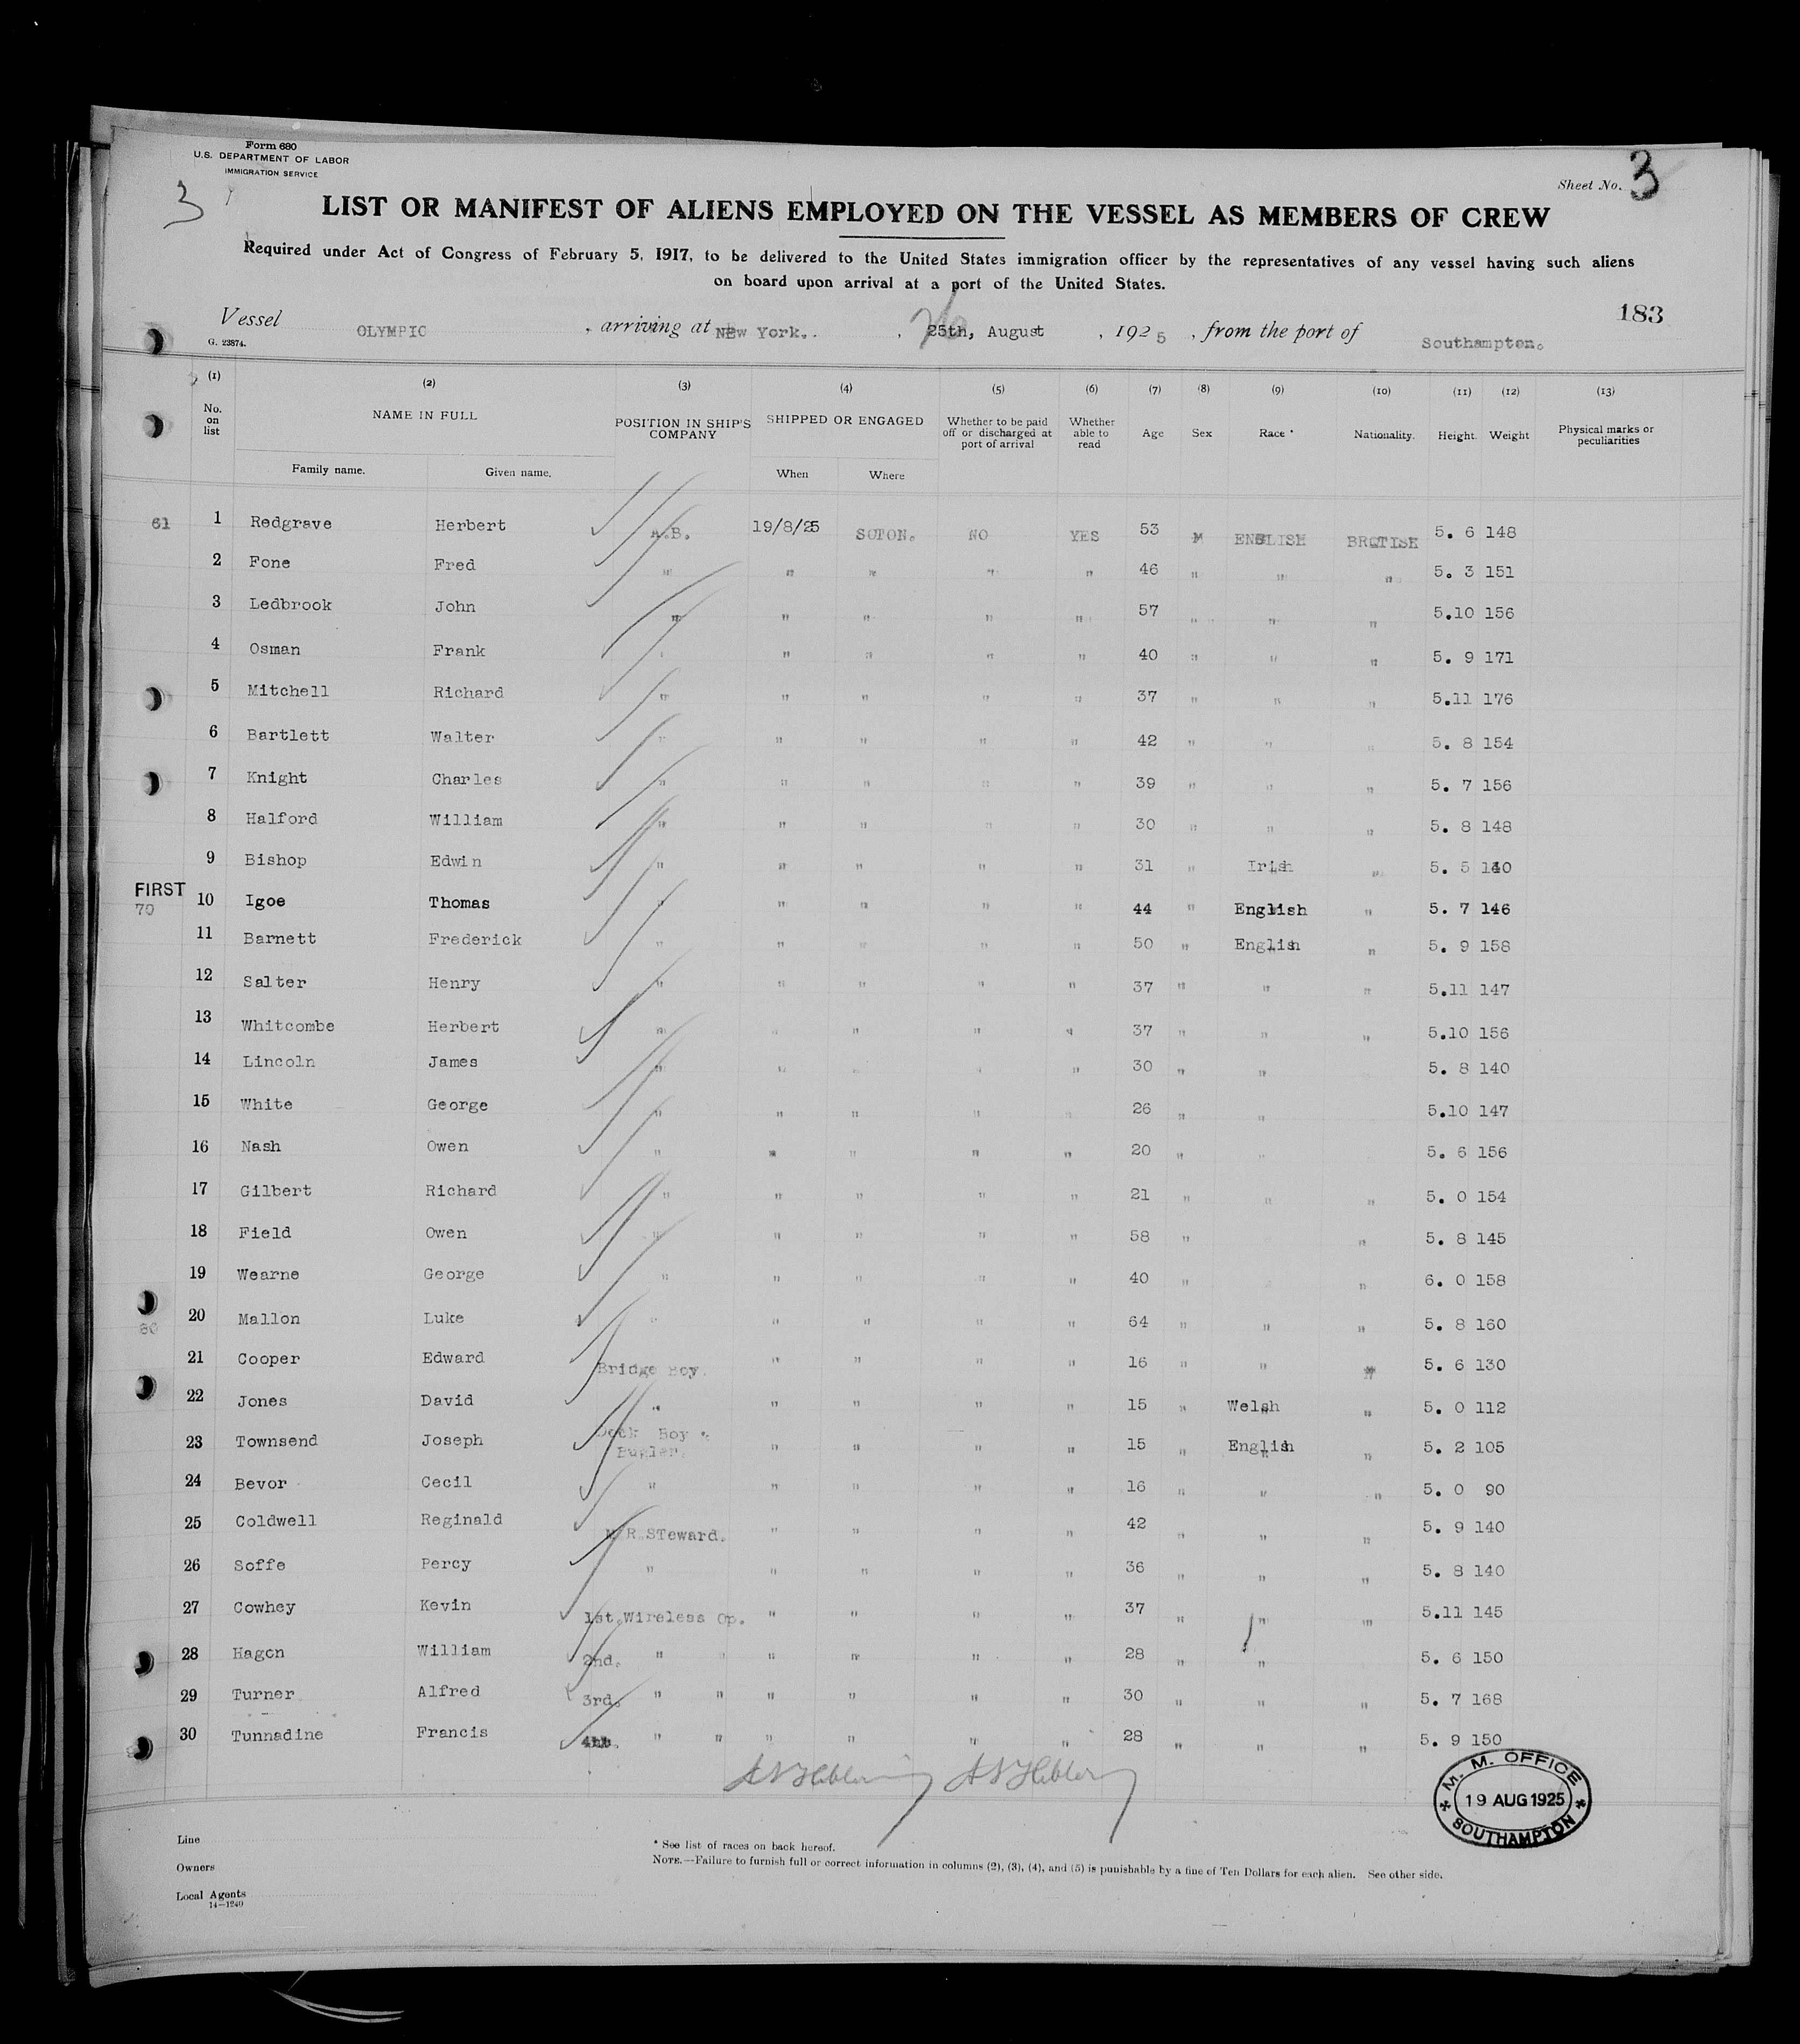 Form 680
U.S. DEPARTMENT OF LABOR
IMMIGRATION SERVICE
3
Sheet No. 3
LIST OR MANIFEST OF ALIENS EMPLOYED ON THE VESSEL AS MEMBERS OF CREW
Required under Act of Congress of February 5, 1917, to be delivered to the United States immigration officer by the representatives of any vessel having such aliens
on board upon arrival at a port of the United States.
183
Vessel OLYMPIC , arriving at NEw York. . , 25th, August , 1925 , from the port of Southampton.
G. 23874.
(1) (2) (3) (4) (5) (6) (7) (8) (9) (10) (11) (12) (13)
No. on list NAME IN FULL POSITION IN SHIP'S COMPANY SHIPPED OR ENGAGED Whether to be paid off or discharged at port of arrival Whether able to read Age Sex Race * Nationality. Height. Weight Physical marks or peculiarities
Family name. Given name. When Where
61 1 Redgrave Herbert A.B. 19/8/25 SOTON. NO YES 53 M ENGLISH BRITISH 5. 6 148
2 Fone Fred " " " " " 46 " " " 5. 3 151
3 Ledbrook John " " " " " 57 " " " 5.10 156
4 Osman Frank " " " " " 40 " " " 5. 9 171
5 Mitchell Richard " " " " " 37 " " " 5.11 176
6 Bartlett Walter " " " " " 42 " " " 5. 8 154
7 Knight Charles " " " " " 39 " " " 5. 7 156
8 Halford William " " " " " 30 " " " 5. 8 148
9 Bishop Edwin " " " " " 31 " Irish " 5. 5 140
FIRST
70 10 Igoe Thomas " " " " " 44 " English " 5. 7 146
11 Barnett Frederick " " " " " 50 " English " 5. 9 158
12 Salter Henry " " " " " 37 " " " 5.11 147
13 Whitcombe Herbert " " " " " 37 " " " 5.10 156
14 Lincoln James " " " " " 30 " " 5. 8 140
15 White George " " " " " 26 " " 5.10 147
16 Nash Owen " " " " " 20 " " 5. 6 156
17 Gilbert Richard " " " " " 21 " " " 5. 0 154
18 Field Owen " " " " " 58 " " 5. 8 145
19 Wearne George " " " " " 40 " " 6. 0 158
80 20 Mallon Luke " " " " " 64 " " " 5. 8 160
21 Cooper Edward Bridge Boy. " " " " 16 " " " 5. 6 130
22 Jones David " " " " " 15 " Welsh " 5. 0 112
23 Townsend Joseph Deck Boy & Bugler. " " " " 15 " English " 5. 2 105
24 Bevor Cecil " " " " " 16 " " " 5. 0 90
25 Coldwell Reginald R.STeward. " " " " 42 " " " 5. 9 140
26 Soffe Percy " " " " " 36 " " " 5. 8 140
27 Cowhey Kevin 1st.Wireless Op. " " " " 37 " " " 5.11 145
28 Hagen William 2nd. " " " " " " 28 " " 5. 6 150
29 Turner Alfred 3rd. " " " " " " 30 " " " 5. 7 168
30 Tunnadine Francis 4th. " " " " " " 28 " " " 5. 9 150
M. M. OFFICE
19 AUG 1925
SOUTHAMPTON
Line
Owners
Local Agents
14—1240
* See list of races on back hereof.
NOTE.—Failure to furnish full or correct information in columns (2), (3), (4), and (5) is punishable by a fine of Ten Dollars for each alien. See other side.